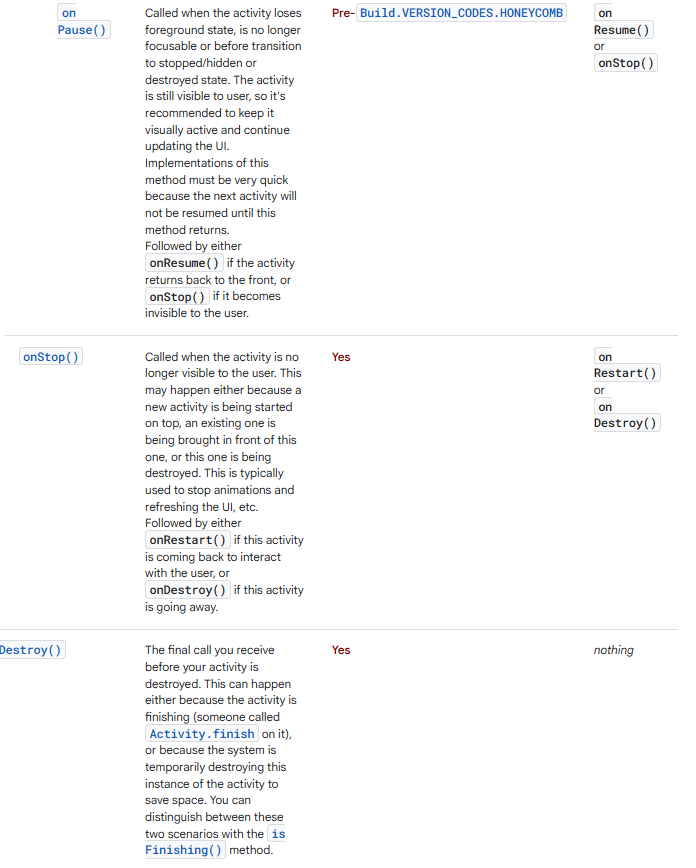 on
Pause()
Called when the activity loses
foreground state, is no longer
focusable or before transition
to stopped/hidden or
destroyed state. The activity
is still visible to user, so it's
recommended to keep it
visually active and continue
updating the UI.
Implementations of this
method must be very quick
because the next activity will
not be resumed until this
method returns.
Followed by either
onResume() if the activity
returns back to the front, or
onStop() if it becomes
invisible to the user.
Pre-Build.VERSION_CODES.HONEYCOMB
on
Resume()
or
onStop()
onStop()
Called when the activity is no
longer visible to the user. This
may happen either because a
new activity is being started
on top, an existing one is
being brought in front of this
one, or this one is being
destroyed. This is typically
used to stop animations and
refreshing the UI, etc.
Followed by either
onRestart() if this activity
is coming back to interact
with the user, or
onDestroy() if this activity
is going away.
Yes
on
Restart()
or
on
Destroy()
Destroy()
The final call you receive
before your activity is
destroyed. This can happen
either because the activity is
finishing (someone called
Activity.finish on it),
or because the system is
temporarily destroying this
instance of the activity to
save space. You can
distinguish between these
two scenarios with the is
Finishing() method.
Yes
nothing